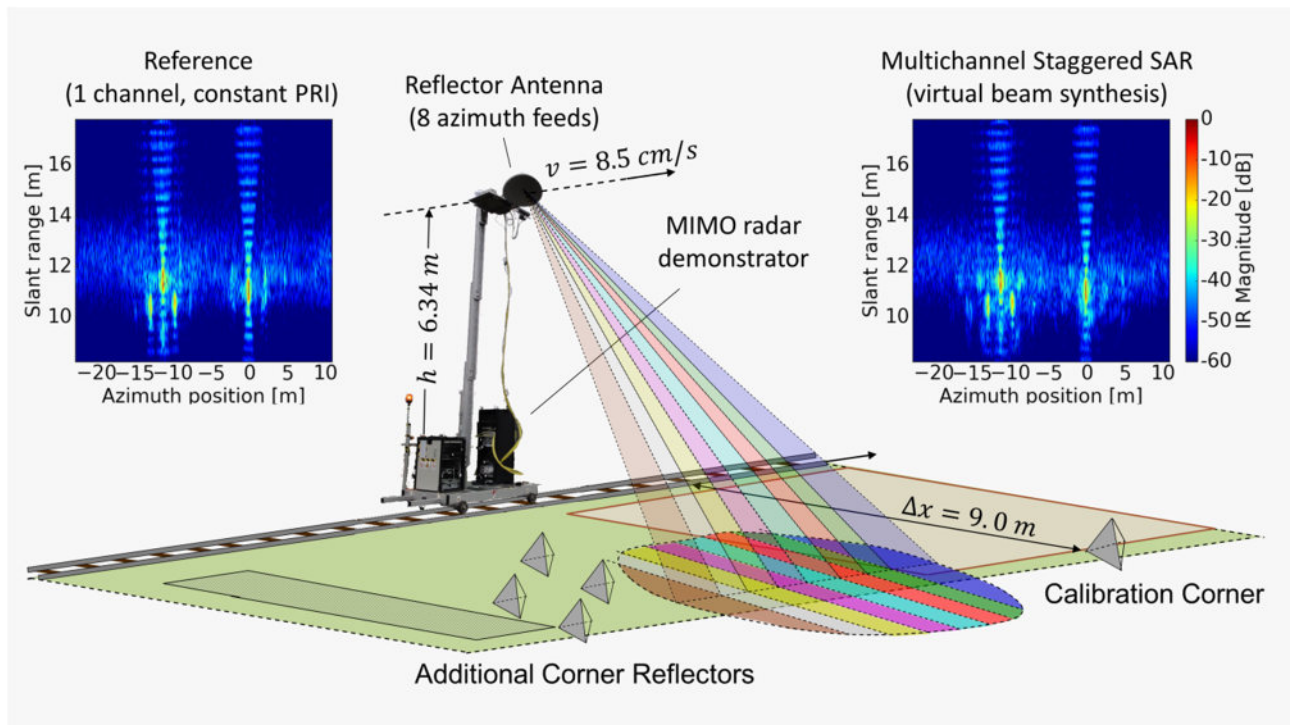 Reference
(1 channel, constant PRI)
Slant range [m]
16
14
12
10
−20 −15 −10 −5 0 5 10
Azimuth position [m]
Reflector Antenna
(8 azimuth feeds)
v = 8.5 cm/s
h = 6.34 m
MIMO radar
demonstrator
Multichannel Staggered SAR
(virtual beam synthesis)
Slant range [m]
16
14
12
10
−20 −15 −10 −5 0 5 10
Azimuth position [m]
0
-10
-20
-30
-40
-50
-60
IR Magnitude [dB]
Δx = 9.0 m
Calibration Corner
Additional Corner Reflectors